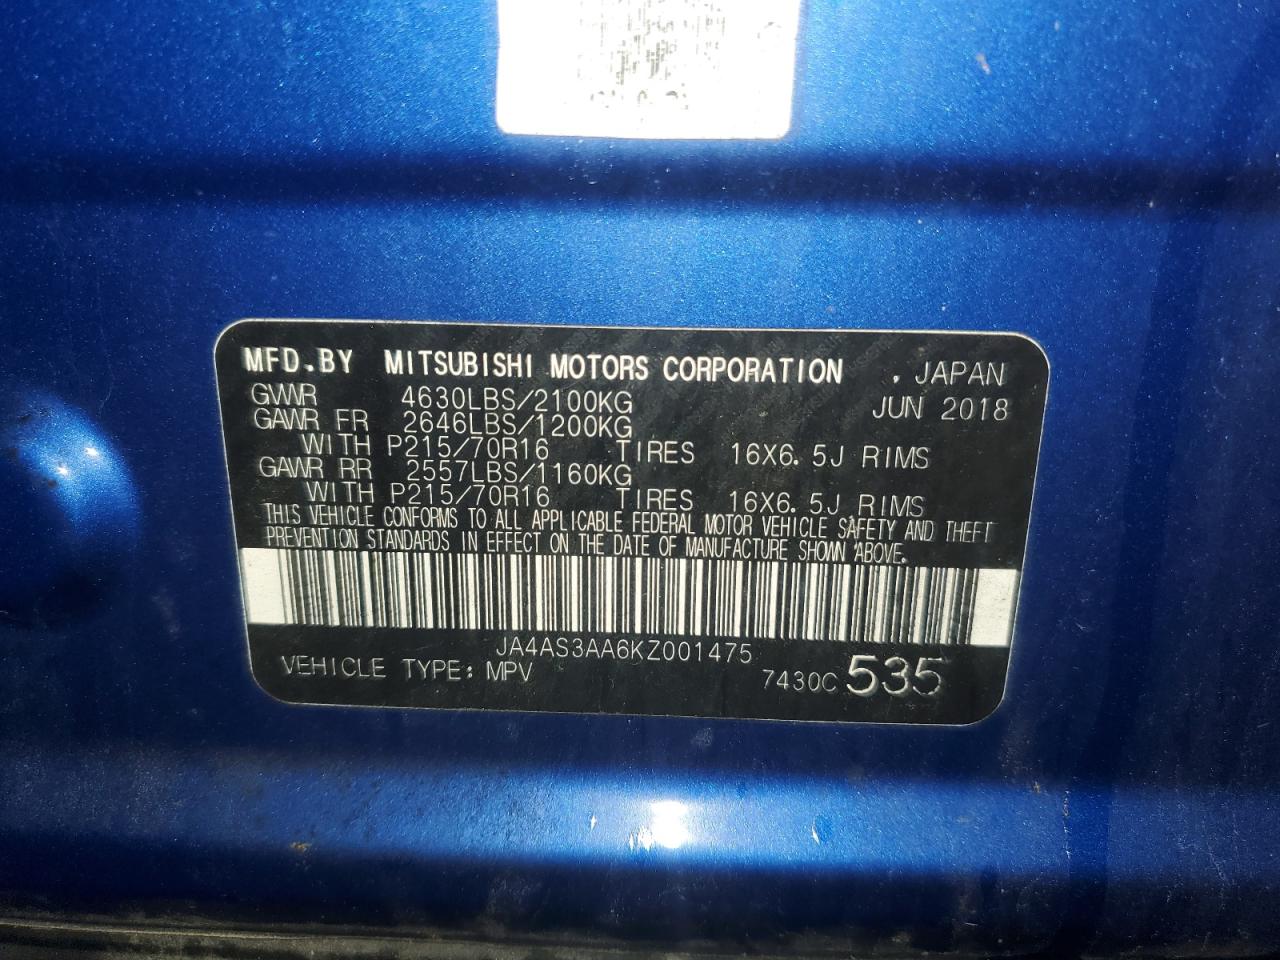 MFD.BY MITSUBISHI MOTORS CORPORATION . JAPAN
GVWR 4630LBS/2100KG JUN 2018
GAWR FR 2646LBS/1200KG
WITH P215/70R16 TIRES 16X6.5J RIMS
GAWR RR 2557LBS/1160KG
WITH P215/70R16 TIRES 16X6.5J RIMS
THIS VEHICLE CONFORMS TO ALL APPLICABLE FEDERAL MOTOR VEHICLE SAFETY AND THEFT
PREVENTION STANDARDS IN EFFECT ON THE DATE OF MANUFACTURE SHOWN ABOVE.
JA4AS3AA6KZ001475
VEHICLE TYPE: MPV 7430C 535